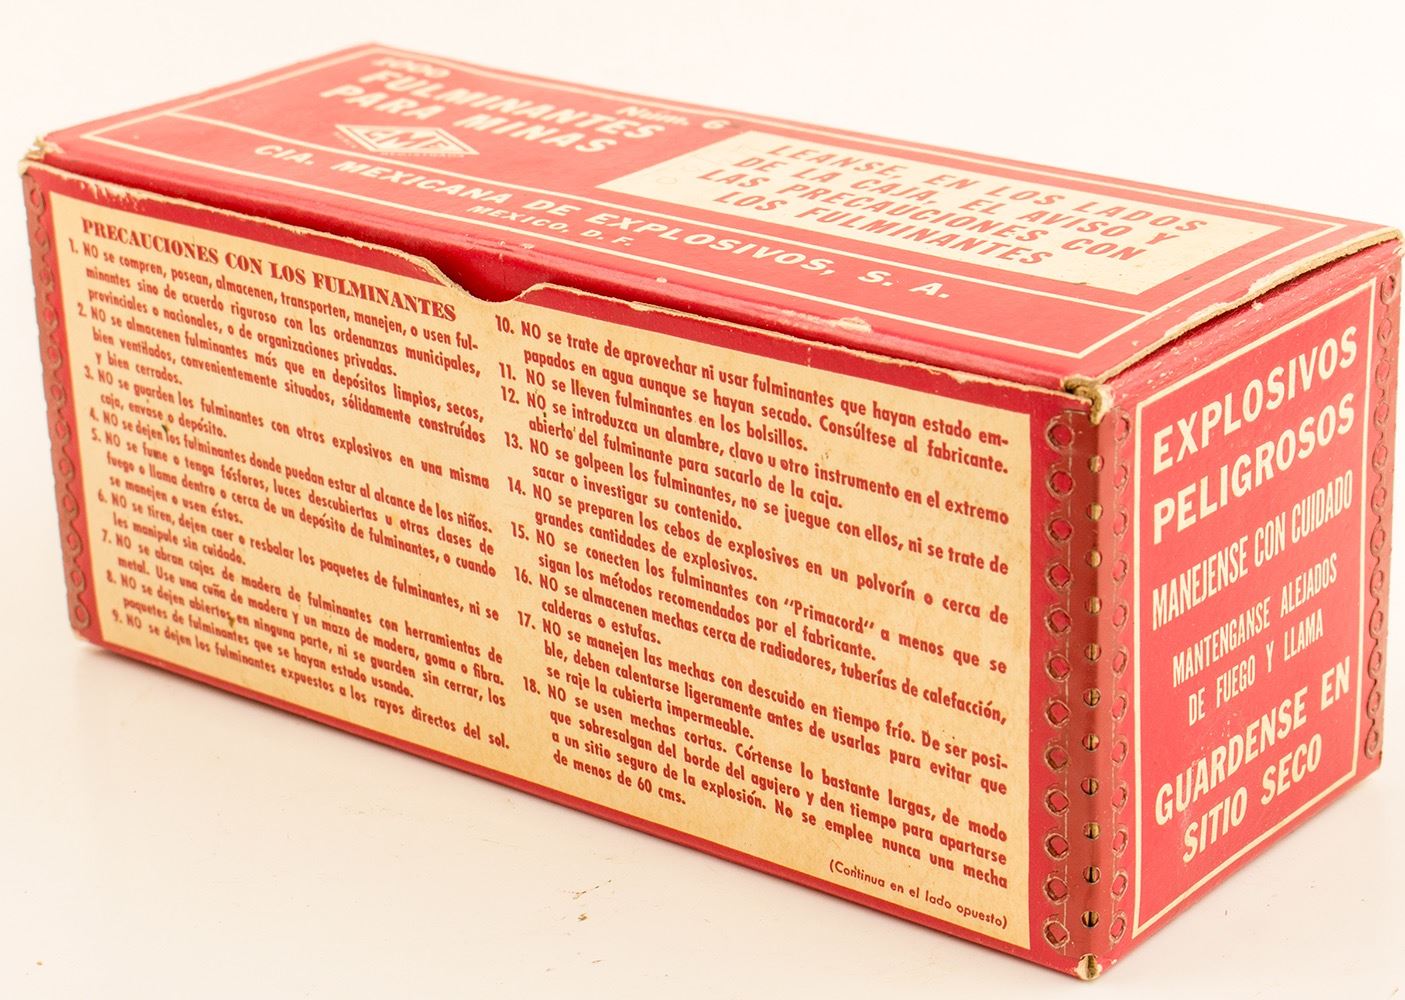 5000
FULMINANTES
PARA MINAS
Num. 6
CME
CIA. MEXICANA DE EXPLOSIVOS, S. A.
MEXICO, D. F.
LEANSE, EN LOS LADOS
DE LA CAJA, EL AVISO Y
LAS PRECAUCIONES CON
LOS FULMINANTES
PRECAUCIONES CON LOS FULMINANTES
1. NO se compren, posean, almacenen, transporten, manejen, o usen ful-
minantes sino de acuerdo riguroso con las ordenanzas municipales,
provinciales o nacionales, o de organizaciones privadas.
2. NO se almacenen fulminantes más que en depósitos limpios, secos,
bien ventilados, convenientemente situados, sólidamente construídos
y bien cerrados.
3. NO se guarden los fulminantes con otros explosivos en una misma
caja, envase o depósito.
4. NO se dejen los fulminantes donde puedan estar al alcance de los niños.
5. NO se fume o tenga fósforos, luces descubiertas u otras clases de
fuego o llama dentro o cerca de un depósito de fulminantes, o cuando
se manejen o usen éstos.
6. NO se tiren, dejen caer o resbalar los paquetes de fulminantes, ni se
les manipule sin cuidado.
7. NO se abran cajas de madera de fulminantes con herramientas de
metal. Use una cuña de madera y un mazo de madera, goma o fibra.
8. NO se dejen abiertos en ninguna parte, ni se guarden sin cerrar, los
paquetes de fulminantes que se hayan estado usando.
9. NO se dejen los fulminantes expuestos a los rayos directos del sol.
10. NO se trate de aprovechar ni usar fulminantes que hayan estado em-
papados en agua aunque se hayan secado. Consúltese al fabricante.
11. NO se lleven fulminantes en los bolsillos.
12. NO se introduzca un alambre, clavo u otro instrumento en el extremo
abierto del fulminante para sacarlo de la caja.
13. NO se golpeen los fulminantes, no se juegue con ellos, ni se trate de
sacar o investigar su contenido.
14. NO se preparen los cebos de explosivos en un polvorín o cerca de
grandes cantidades de explosivos.
15. NO se conecten los fulminantes con "Primacord" a menos que se
sigan los métodos recomendados por el fabricante.
16. NO se almacenen mechas cerca de radiadores, tuberías de calefacción,
calderas o estufas.
17. NO se manejen las mechas con descuido en tiempo frío. De ser posi-
ble, deben calentarse ligeramente antes de usarlas para evitar que
se raje la cubierta impermeable.
18. NO se usen mechas cortas. Córtense lo bastante largas, de modo
que sobresalgan del borde del agujero y den tiempo para apartarse
a un sitio seguro de la explosión. No se emplee nunca una mecha
de menos de 60 cms.
(Continua en el lado opuesto)
EXPLOSIVOS
PELIGROSOS
MANEJENSE CON CUIDADO
MANTENGANSE ALEJADOS
DE FUEGO Y LLAMA
GUARDENSE EN
SITIO SECO